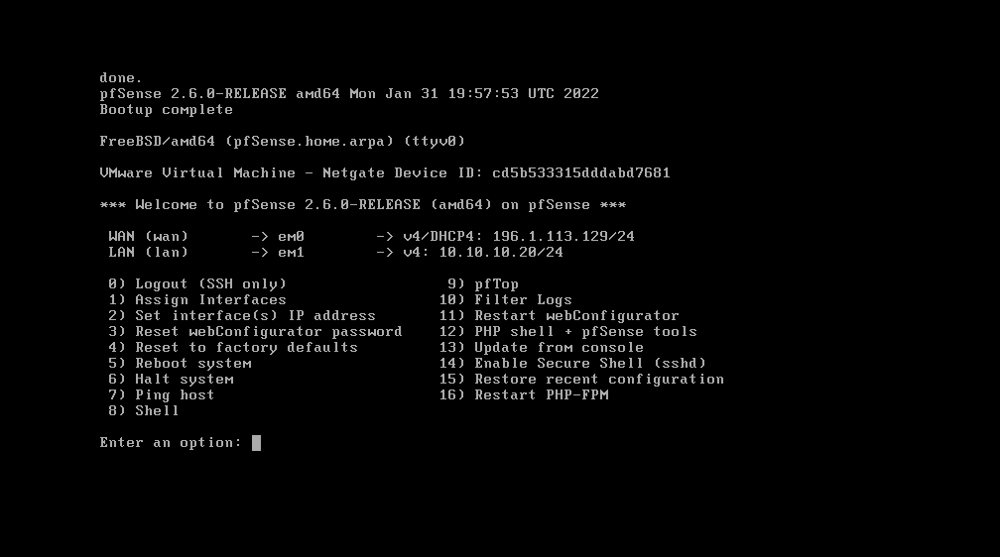 done.
pfSense 2.6.0-RELEASE amd64 Mon Jan 31 19:57:53 UTC 2022
Bootup complete
FreeBSD/amd64 (pfSense.home.arpa) (ttyv0)
VMware Virtual Machine - Netgate Device ID: cd5b533315dddabd7681
*** Welcome to pfSense 2.6.0-RELEASE (amd64) on pfSense ***
WAN (wan)       -> em0        -> v4/DHCP4: 196.1.113.129/24
LAN (lan)       -> em1        -> v4: 10.10.10.20/24
0) Logout (SSH only)                  9) pfTop
1) Assign Interfaces                 10) Filter Logs
2) Set interface(s) IP address       11) Restart webConfigurator
3) Reset webConfigurator password    12) PHP shell + pfSense tools
4) Reset to factory defaults         13) Update from console
5) Reboot system                     14) Enable Secure Shell (sshd)
6) Halt system                       15) Restore recent configuration
7) Ping host                         16) Restart PHP-FPM
8) Shell
Enter an option: